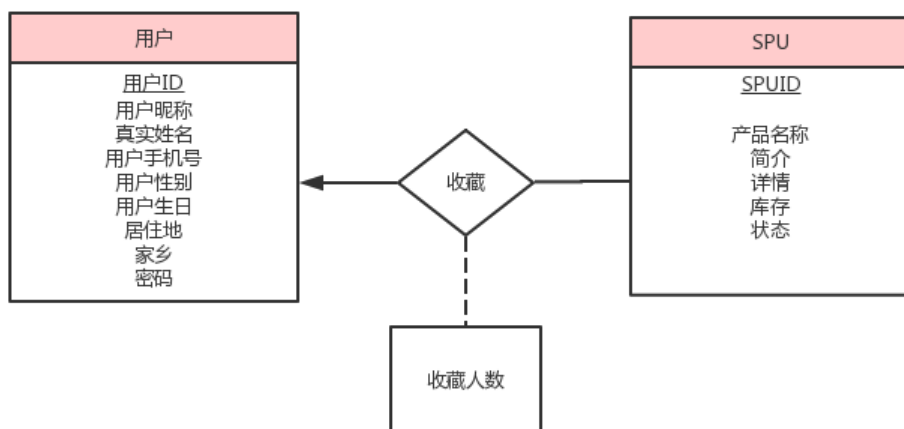 用户
用户ID
用户昵称
真实姓名
用户手机号
用户性别
用户生日
居住地
家乡
密码
收藏
收藏人数
SPU
SPUID
产品名称
简介
详情
库存
状态